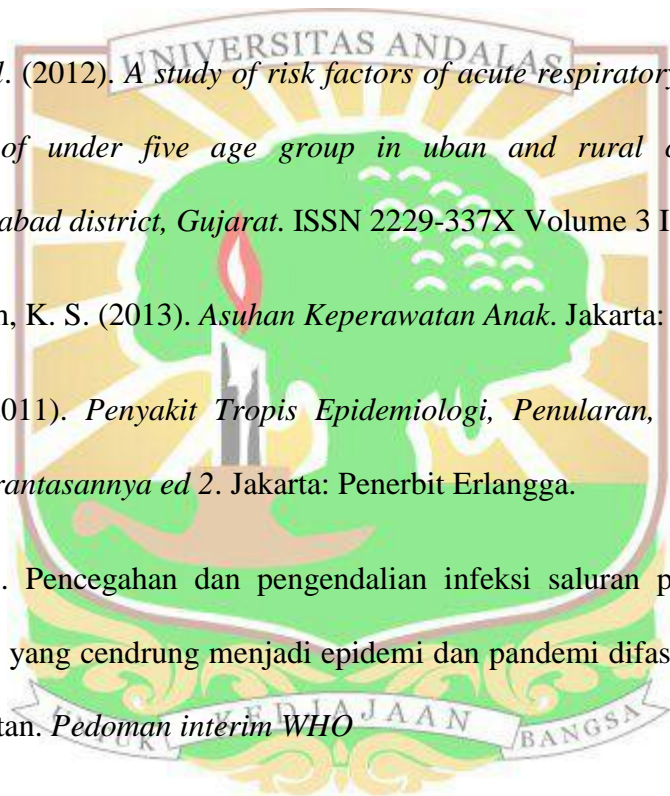 UNIVERSITAS ANDALAS
l. (2012). A study of risk factors of acute respiratory
of under five age group in uban and rural
abad district, Gujarat. ISSN 2229-337X Volume 3 I
n, K. S. (2013). Asuhan Keperawatan Anak. Jakarta:
011). Penyakit Tropis Epidemiologi, Penularan,
rantasannya ed 2. Jakarta: Penerbit Erlangga.
. Pencegahan dan pengendalian infeksi saluran p
yang cendrung menjadi epidemi dan pandemi difas
tan. Pedoman interim WHO
UNTUK KEDJAJAAN BANGSA